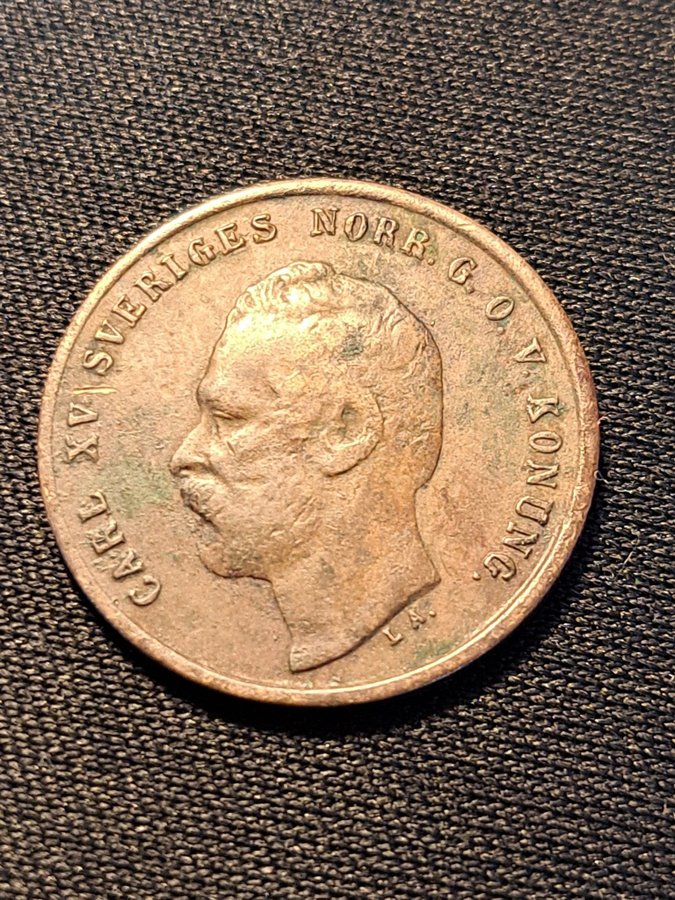 CARL XV SVERIGES NORR. G. O. V. KONUNG.
L A.